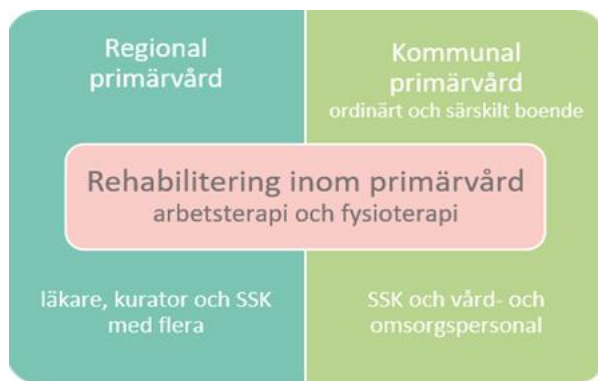 Regional
primärvård
Kommunal
primärvård
ordinärt och särskilt boende
Rehabilitering inom primärvård
arbetsterapi och fysioterapi
läkare, kurator och SSK
med flera
SSK och vård- och
omsorgspersonal